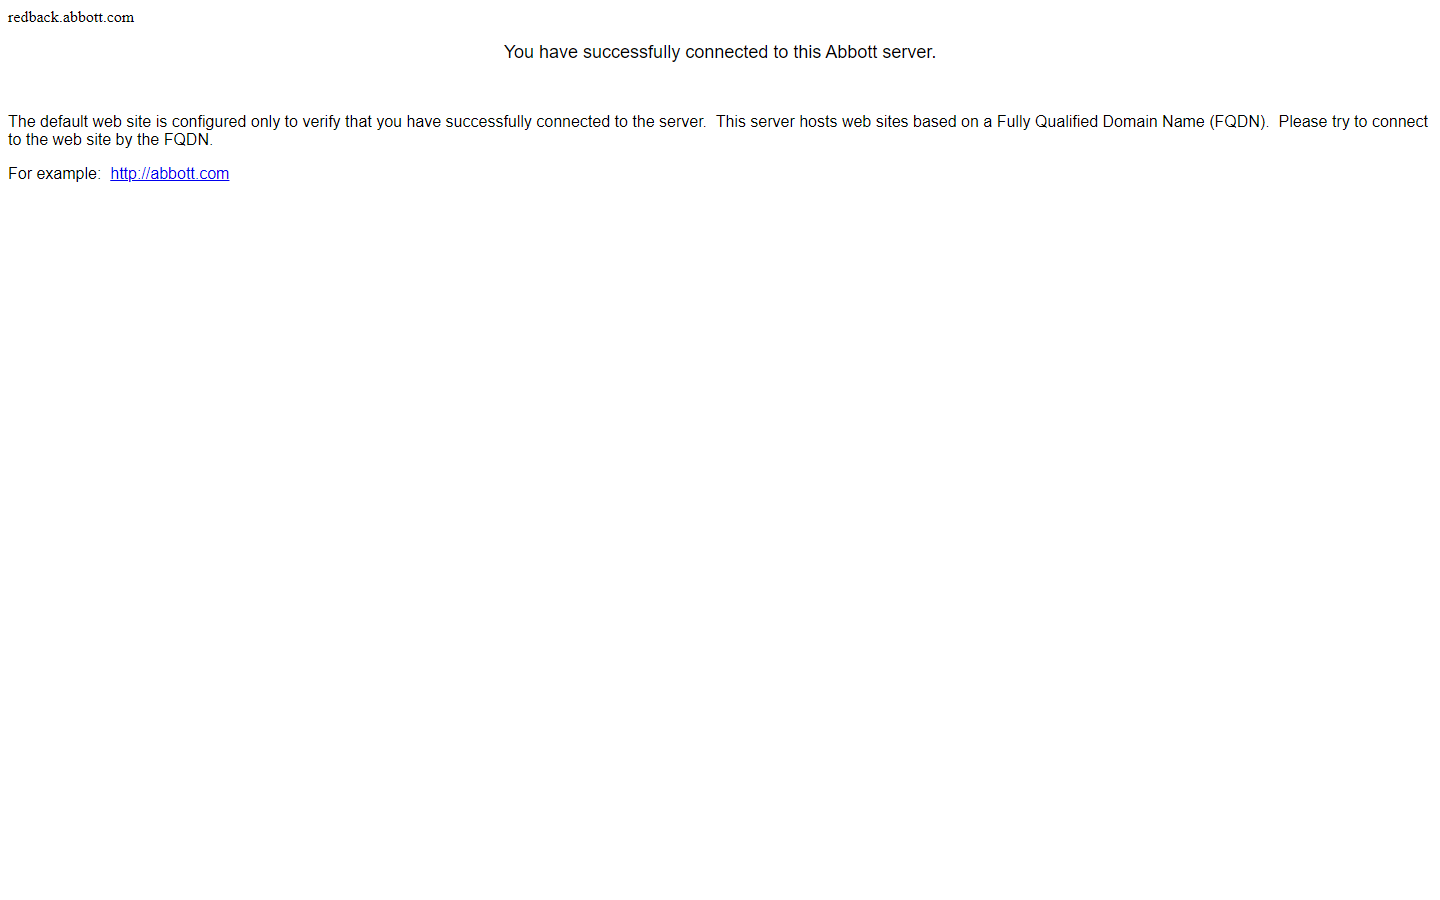 redback.abbott.com
You have successfully connected to this Abbott server.
The default web site is configured only to verify that you have successfully connected to the server.  This server hosts web sites based on a Fully Qualified Domain Name (FQDN).  Please try to connect
to the web site by the FQDN.
For example:  http://abbott.com